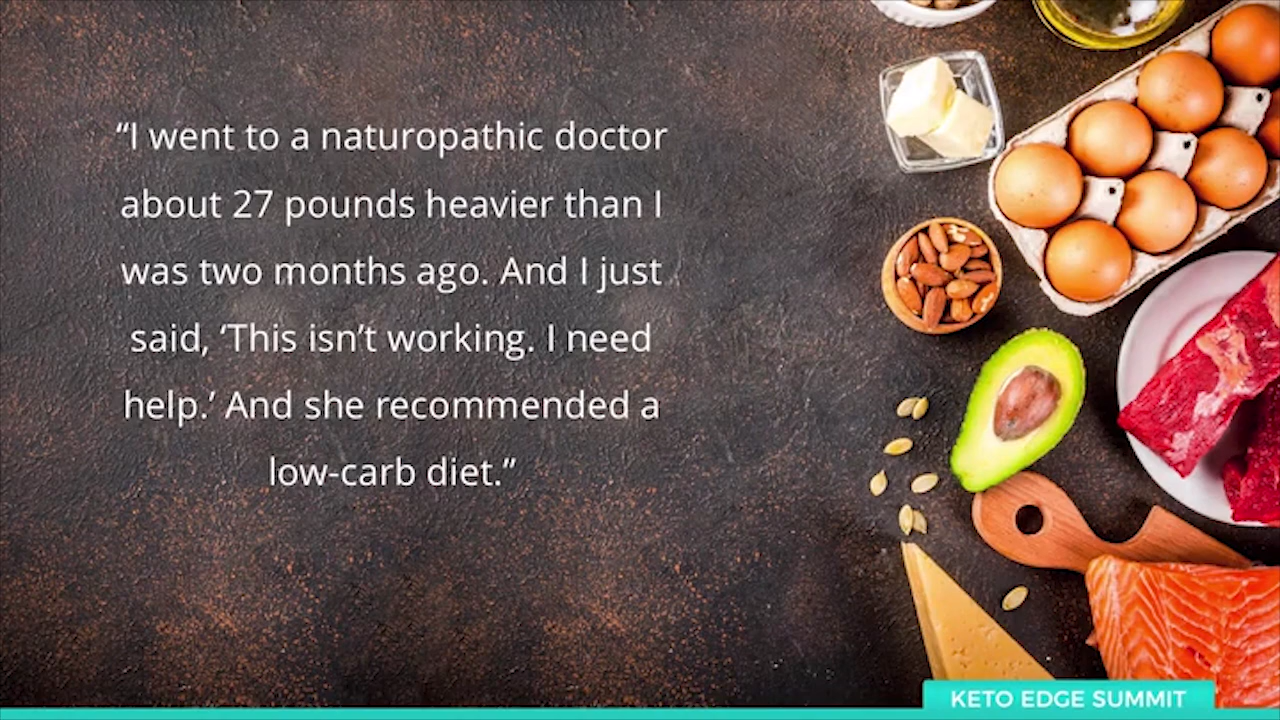 “I went to a naturopathic doctor
about 27 pounds heavier than I
was two months ago. And I just
said, ‘This isn’t working. I need
help.’ And she recommended a
low-carb diet.”
KETO EDGE SUMMIT